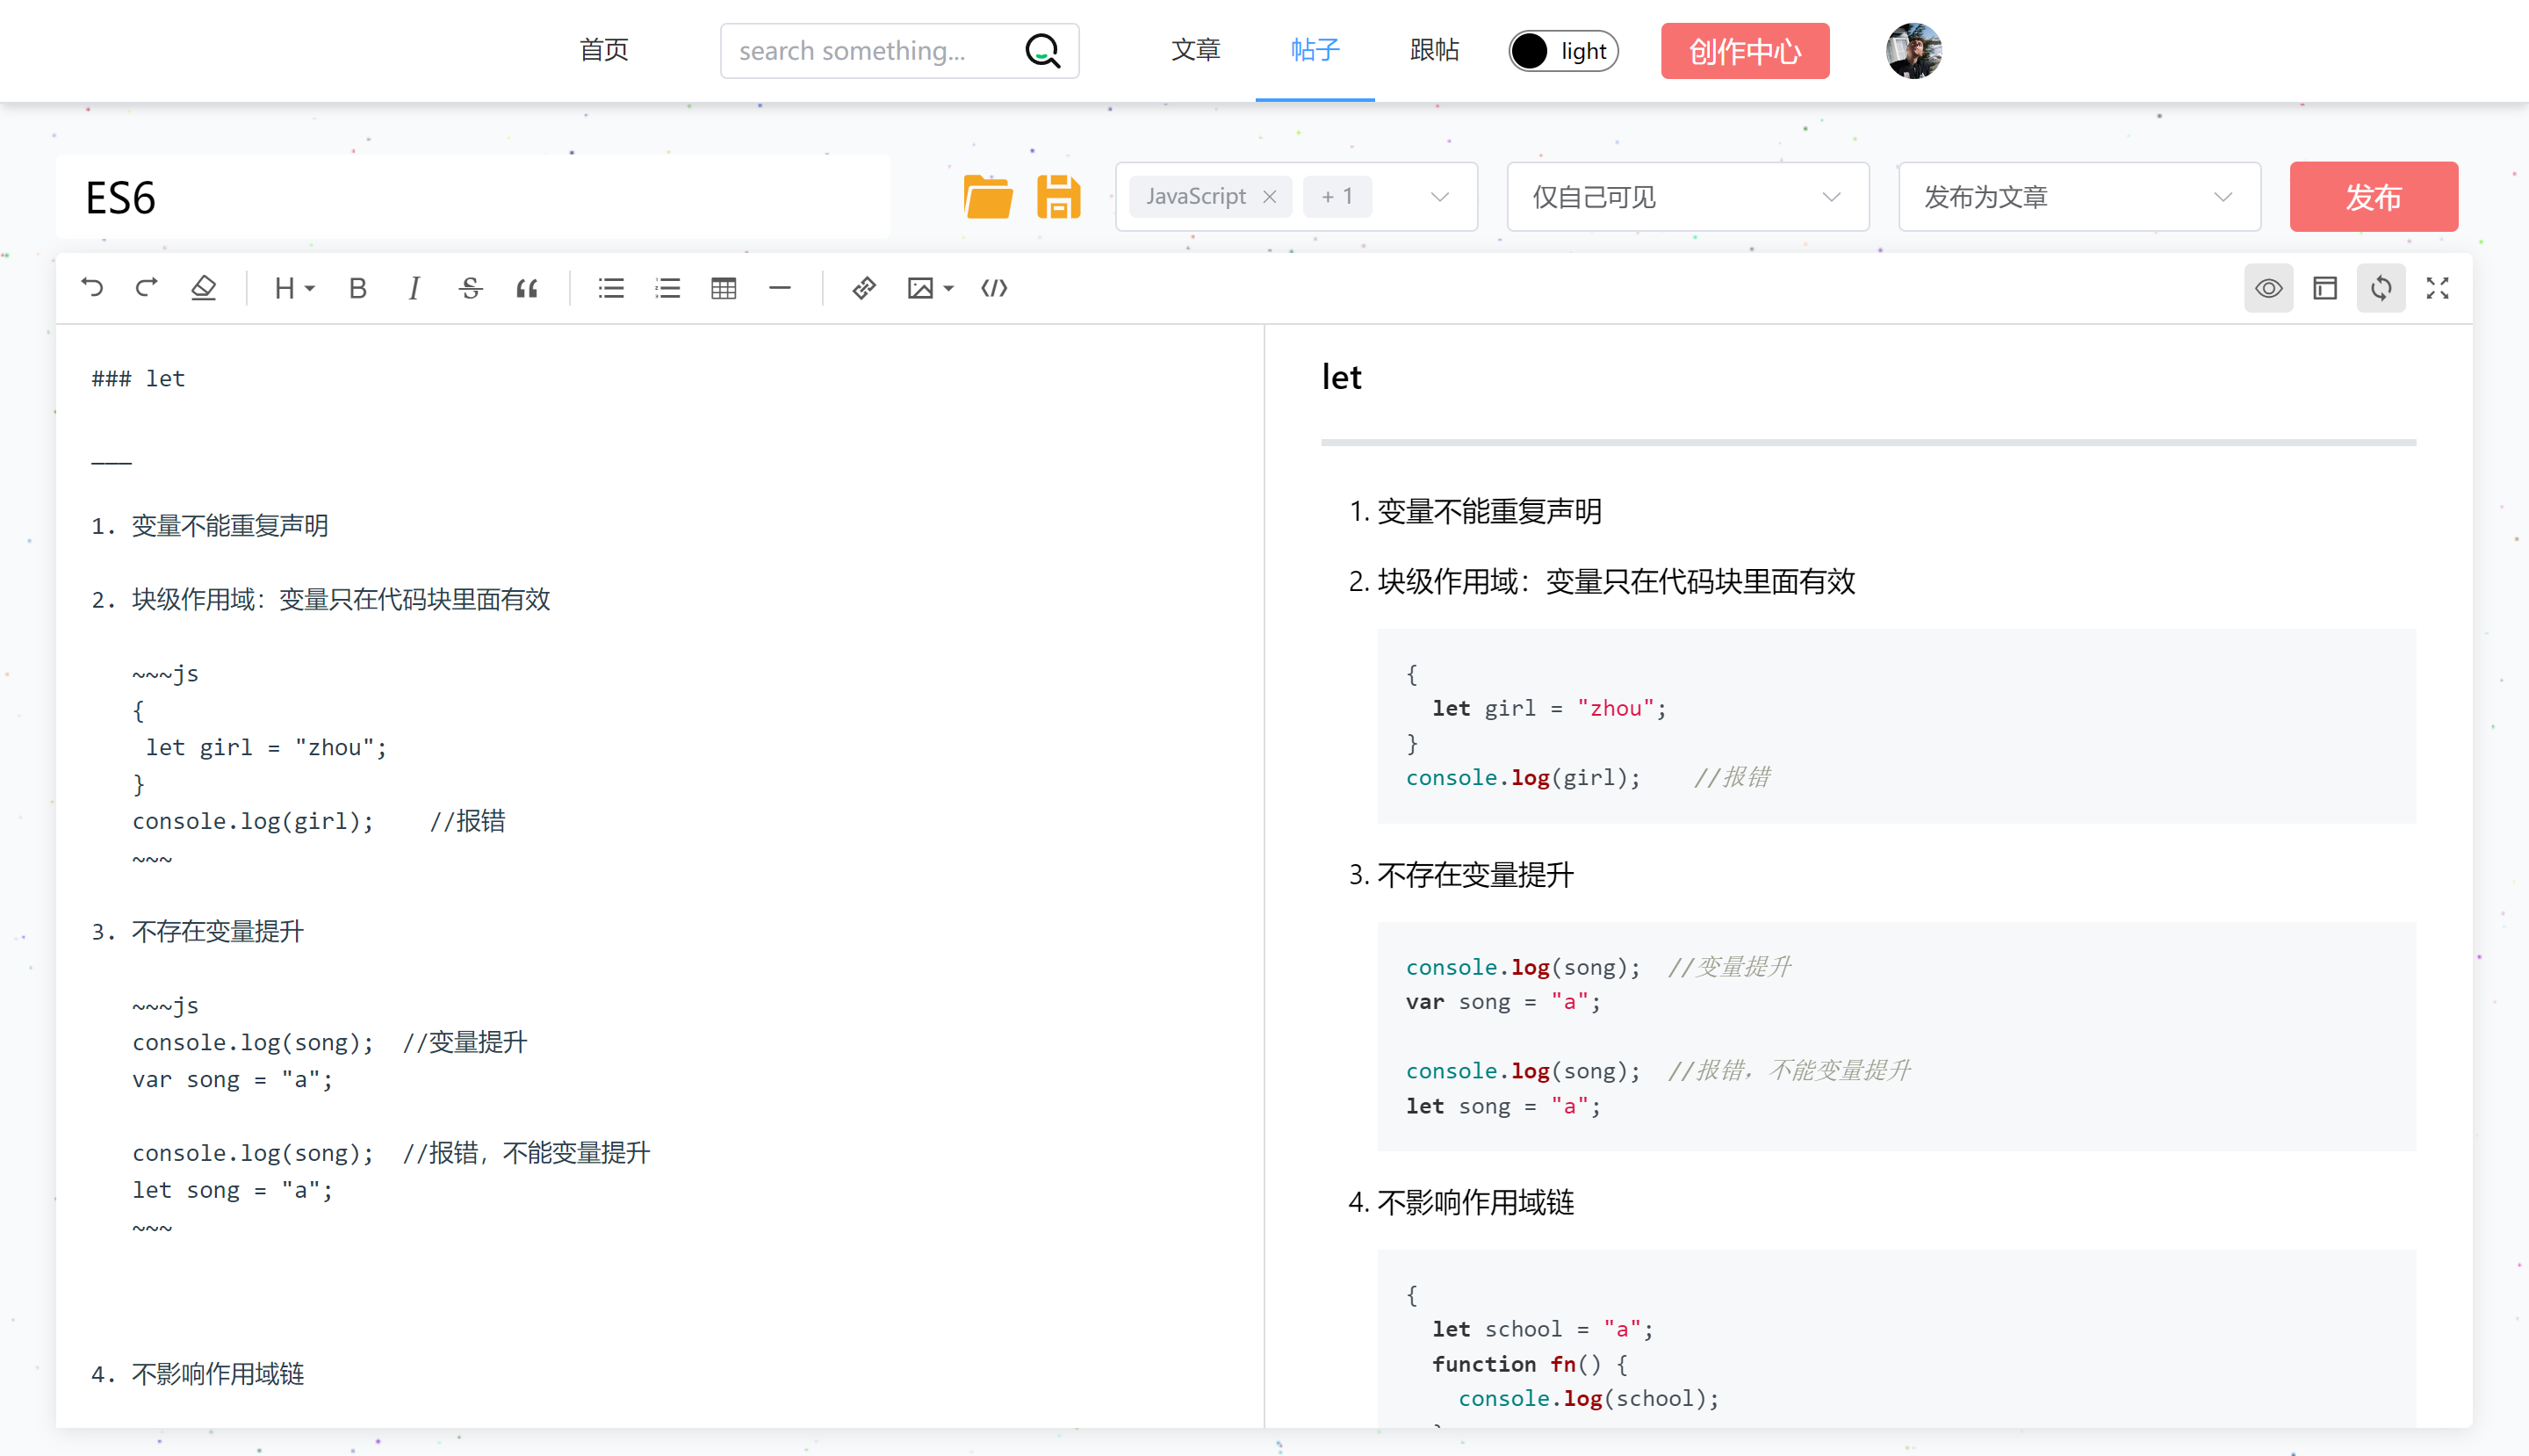 首页
search something...
文章
帖子
跟帖
light
创作中心
ES6
JavaScript
+ 1
仅自己可见
发布为文章
发布
H
B
I
S
### let
___
1. 变量不能重复声明
2. 块级作用域：变量只在代码块里面有效
~~~js
{
let girl = "zhou";
}
console.log(girl);    //报错
~~~
3. 不存在变量提升
~~~js
console.log(song);  //变量提升
var song = "a";
console.log(song);  //报错，不能变量提升
let song = "a";
~~~
4. 不影响作用域链
let
1. 变量不能重复声明
2. 块级作用域：变量只在代码块里面有效
{
let girl = "zhou";
}
console.log(girl);    //报错
3. 不存在变量提升
console.log(song);  //变量提升
var song = "a";
console.log(song);  //报错，不能变量提升
let song = "a";
4. 不影响作用域链
{
let school = "a";
function fn() {
console.log(school);